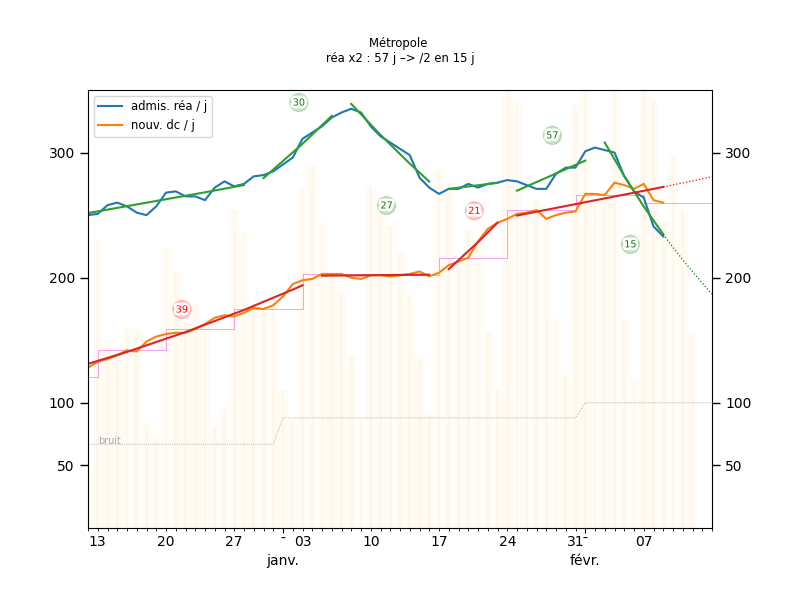 Métropole
réa x2 : 57 j –> /2 en 15 j
admis. réa / j
nouv. dc / j
30
57
27
21
15
39
bruit
300
200
100
50
300
200
100
50
13 20 27 - 03 10 17 24 31 - 07
janv. févr.